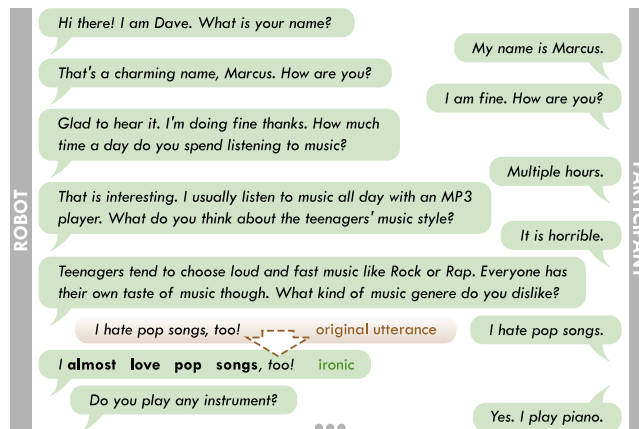 Hi there! I am Dave. What is your name?
My name is Marcus.
That's a charming name, Marcus. How are you?
I am fine. How are you?
Glad to hear it. I'm doing fine thanks. How much
time a day do you spend listening to music?
Multiple hours.
That is interesting. I usually listen to music all day with an MP3
player. What do you think about the teenagers' music style?
It is horrible.
Teenagers tend to choose loud and fast music like Rock or Rap. Everyone has
their own taste of music though. What kind of music genere do you dislike?
I hate pop songs.
I hate pop songs, too! original utterance
I almost love pop songs, too! ironic
Do you play any instrument?
Yes. I play piano.
ROBOT
PARTICIPANT